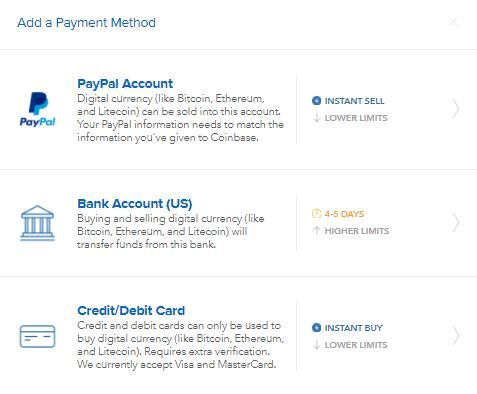 Add a Payment Method
PayPal Account
Digital currency (like Bitcoin, Ethereum,
and Litecoin) can be sold into this account.
Your PayPal information needs to match the
information you've given to Coinbase.
PayPal
INSTANT SELL
LOWER LIMITS
Bank Account (US)
Buying and selling digital currency (like
Bitcoin, Ethereum, and Litecoin) will
transfer funds from this bank.
4-5 DAYS
HIGHER LIMITS
Credit/Debit Card
Credit and debit cards can only be used to
buy digital currency (like Bitcoin, Ethereum,
and Litecoin). Requires extra verification.
We currently accept Visa and MasterCard.
INSTANT BUY
LOWER LIMITS